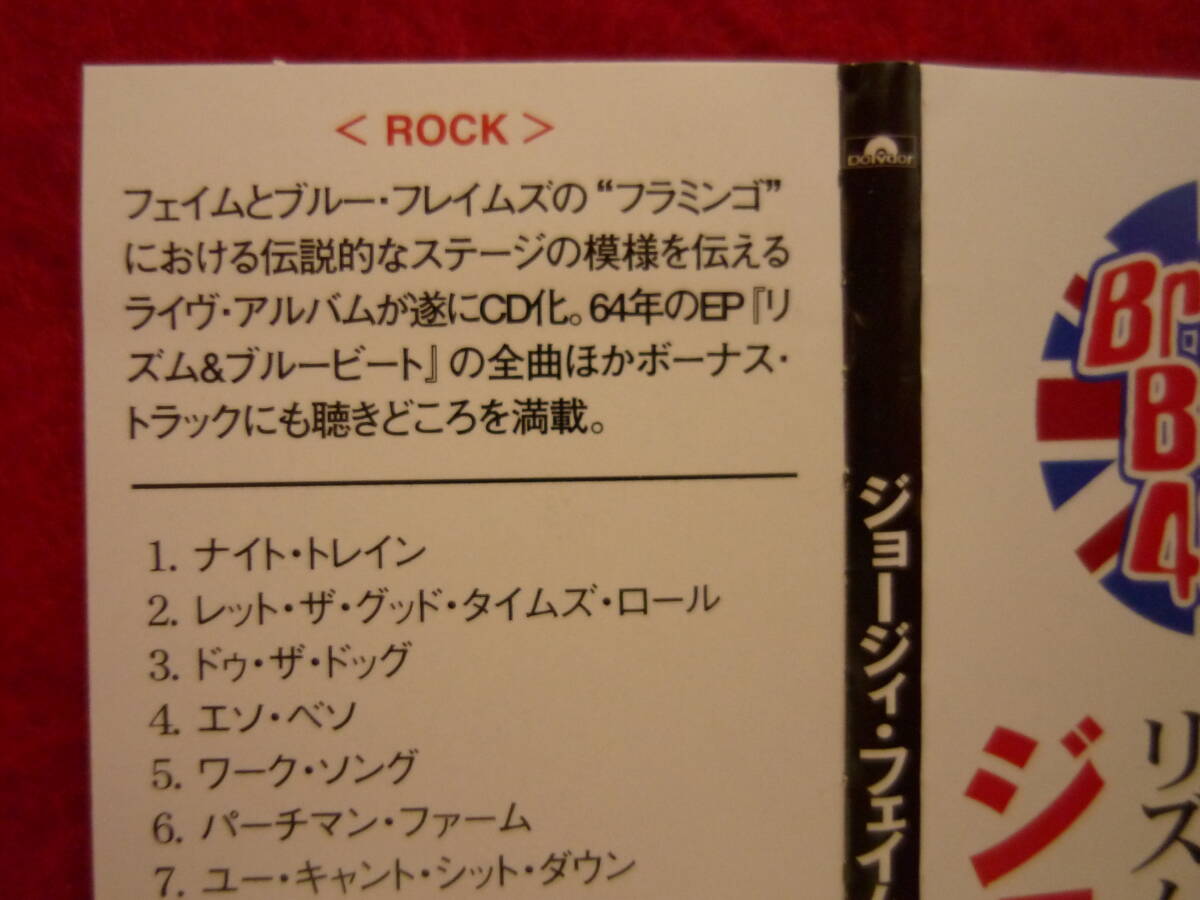 < ROCK >
フェイムとブルー・フレイムズの“フラミンゴ”
における伝説的なステージの模様を伝える
ライヴ・アルバムが遂にCD化。64年のEP『リ
ズム&ブルービート』の全曲ほかボーナス・
トラックにも聴きどころを満載。
1. ナイト・トレイン
2. レット・ザ・グッド・タイムズ・ロール
3. ドゥ・ザ・ドッグ
4. エソ・ベソ
5. ワーク・ソング
6. パーチマン・ファーム
7. ユー・キャント・シット・ダウン
Polydor
ジョージィ・フェイム
Br
B
4
リズ
ジー